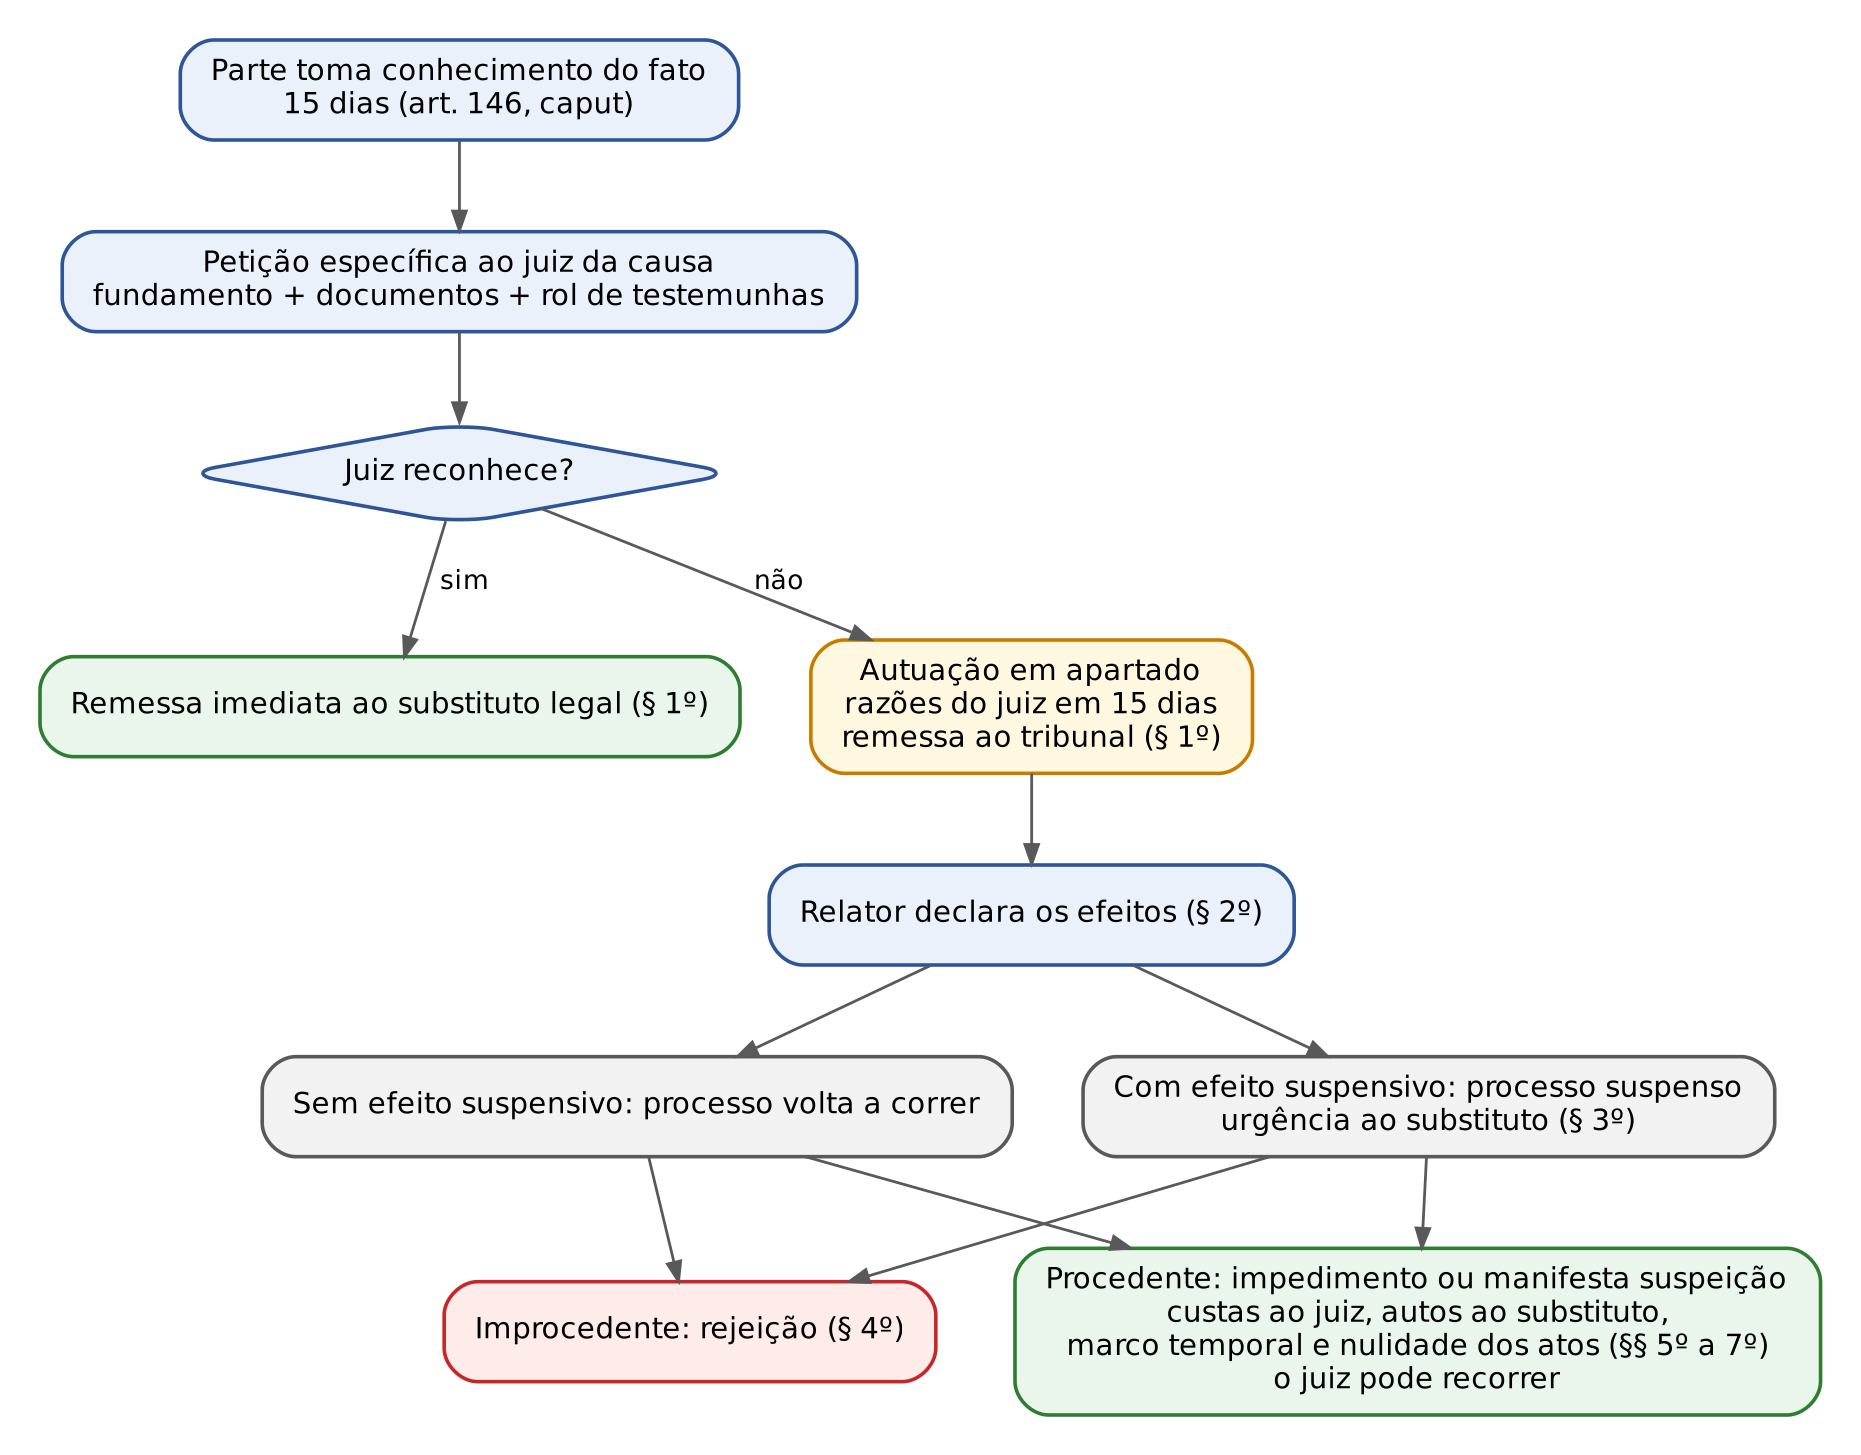 Parte toma conhecimento do fato
15 dias (art. 146, caput)
Petição específica ao juiz da causa
fundamento + documentos + rol de testemunhas
Juiz reconhece?
sim
não
Remessa imediata ao substituto legal (§ 1º)
Autuação em apartado
razões do juiz em 15 dias
remessa ao tribunal (§ 1º)
Relator declara os efeitos (§ 2º)
Sem efeito suspensivo: processo volta a correr
Com efeito suspensivo: processo suspenso
urgência ao substituto (§ 3º)
Improcedente: rejeição (§ 4º)
Procedente: impedimento ou manifesta suspeição
custas ao juiz, autos ao substituto,
marco temporal e nulidade dos atos (§§ 5º a 7º)
o juiz pode recorrer